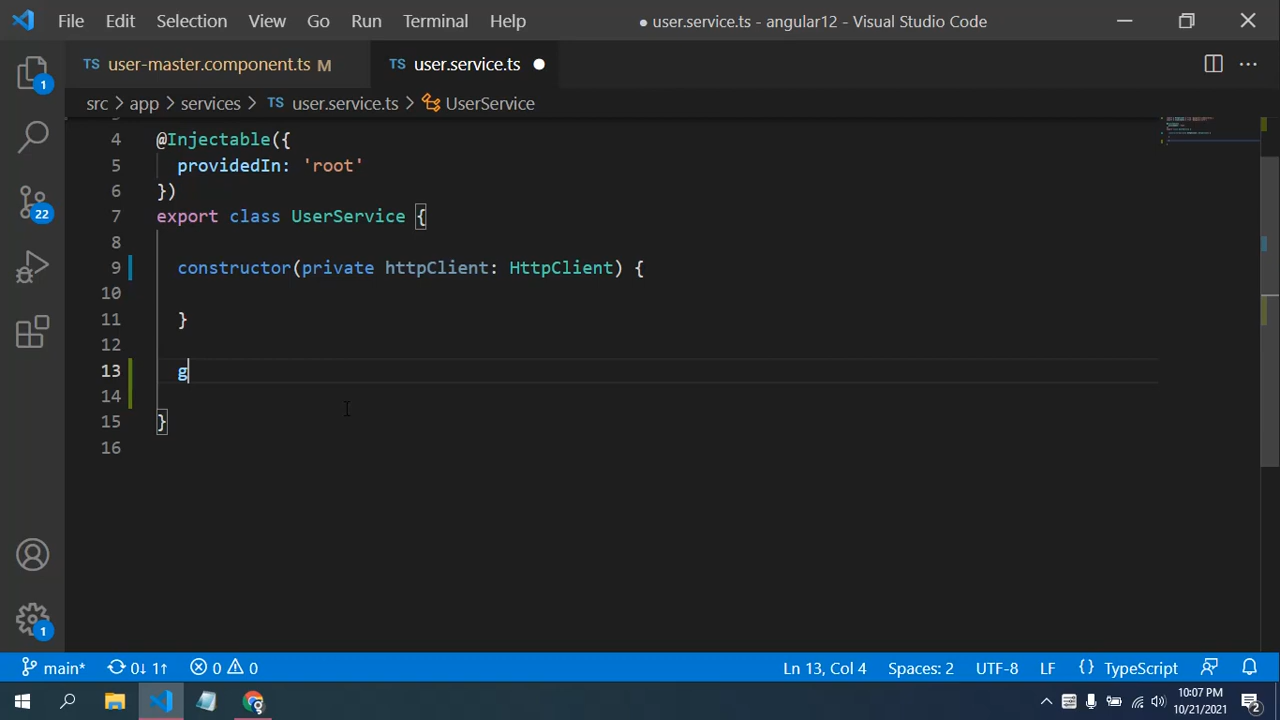 File Edit Selection View Go Run Terminal Help ● user.service.ts - angular12 - Visual Studio Code
TS user-master.component.ts M TS user.service.ts ●
src > app > services > TS user.service.ts > UserService
4 @Injectable({
5 providedIn: 'root'
6 })
7 export class UserService {
8
9 constructor(private httpClient: HttpClient) {
10
11 }
12
13 g
14
15 }
16
1
22
1
main* 0↓ 1↑ 0 0 Ln 13, Col 4 Spaces: 2 UTF-8 LF {} TypeScript
10:07 PM
10/21/2021
2